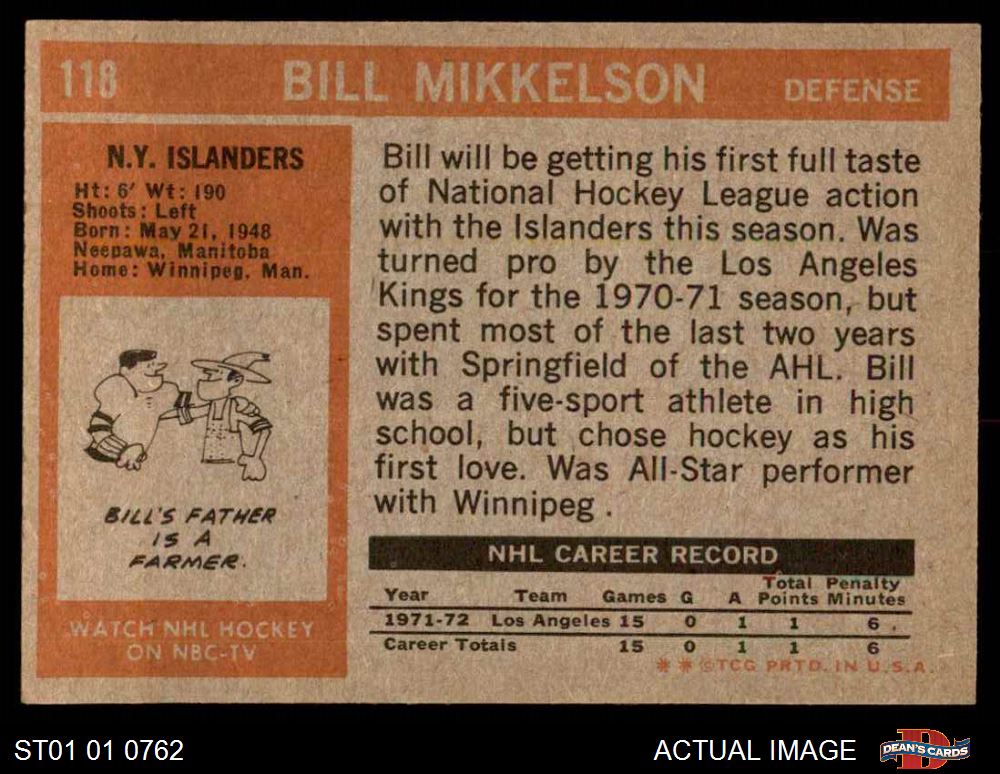 118 BILL MIKKELSON DEFENSE
N.Y. ISLANDERS
Ht: 6' Wt: 190
Shoots: Left
Born: May 21, 1948
Neepawa, Manitoba
Home: Winnipeg, Man.
BILL'S FATHER
IS A
FARMER.
WATCH NHL HOCKEY
ON NBC-TV
Bill will be getting his first full taste
of National Hockey League action
with the Islanders this season. Was
turned pro by the Los Angeles
Kings for the 1970-71 season, but
spent most of the last two years
with Springfield of the AHL. Bill
was a five-sport athlete in high
school, but chose hockey as his
first love. Was All-Star performer
with Winnipeg .
NHL CAREER RECORD
Total Penalty
Year Team Games G A Points Minutes
1971-72 Los Angeles 15 0 1 1 6 .
Career Totals 15 0 1 1 6
**©TCG PRTD. IN U.S.A.
ST01 01 0762 ACTUAL IMAGE DEAN'S CARDS